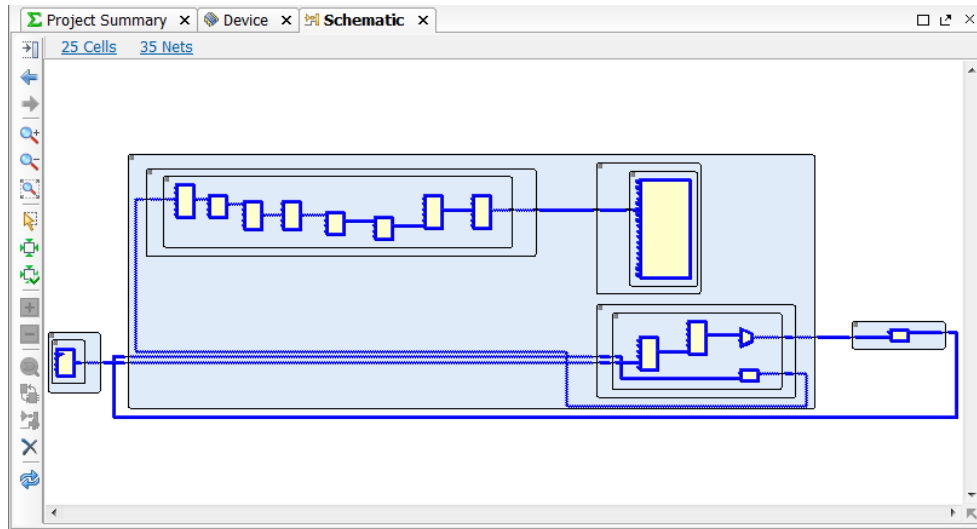 Σ Project Summary × Device × Schematic ×
25 Cells 35 Nets